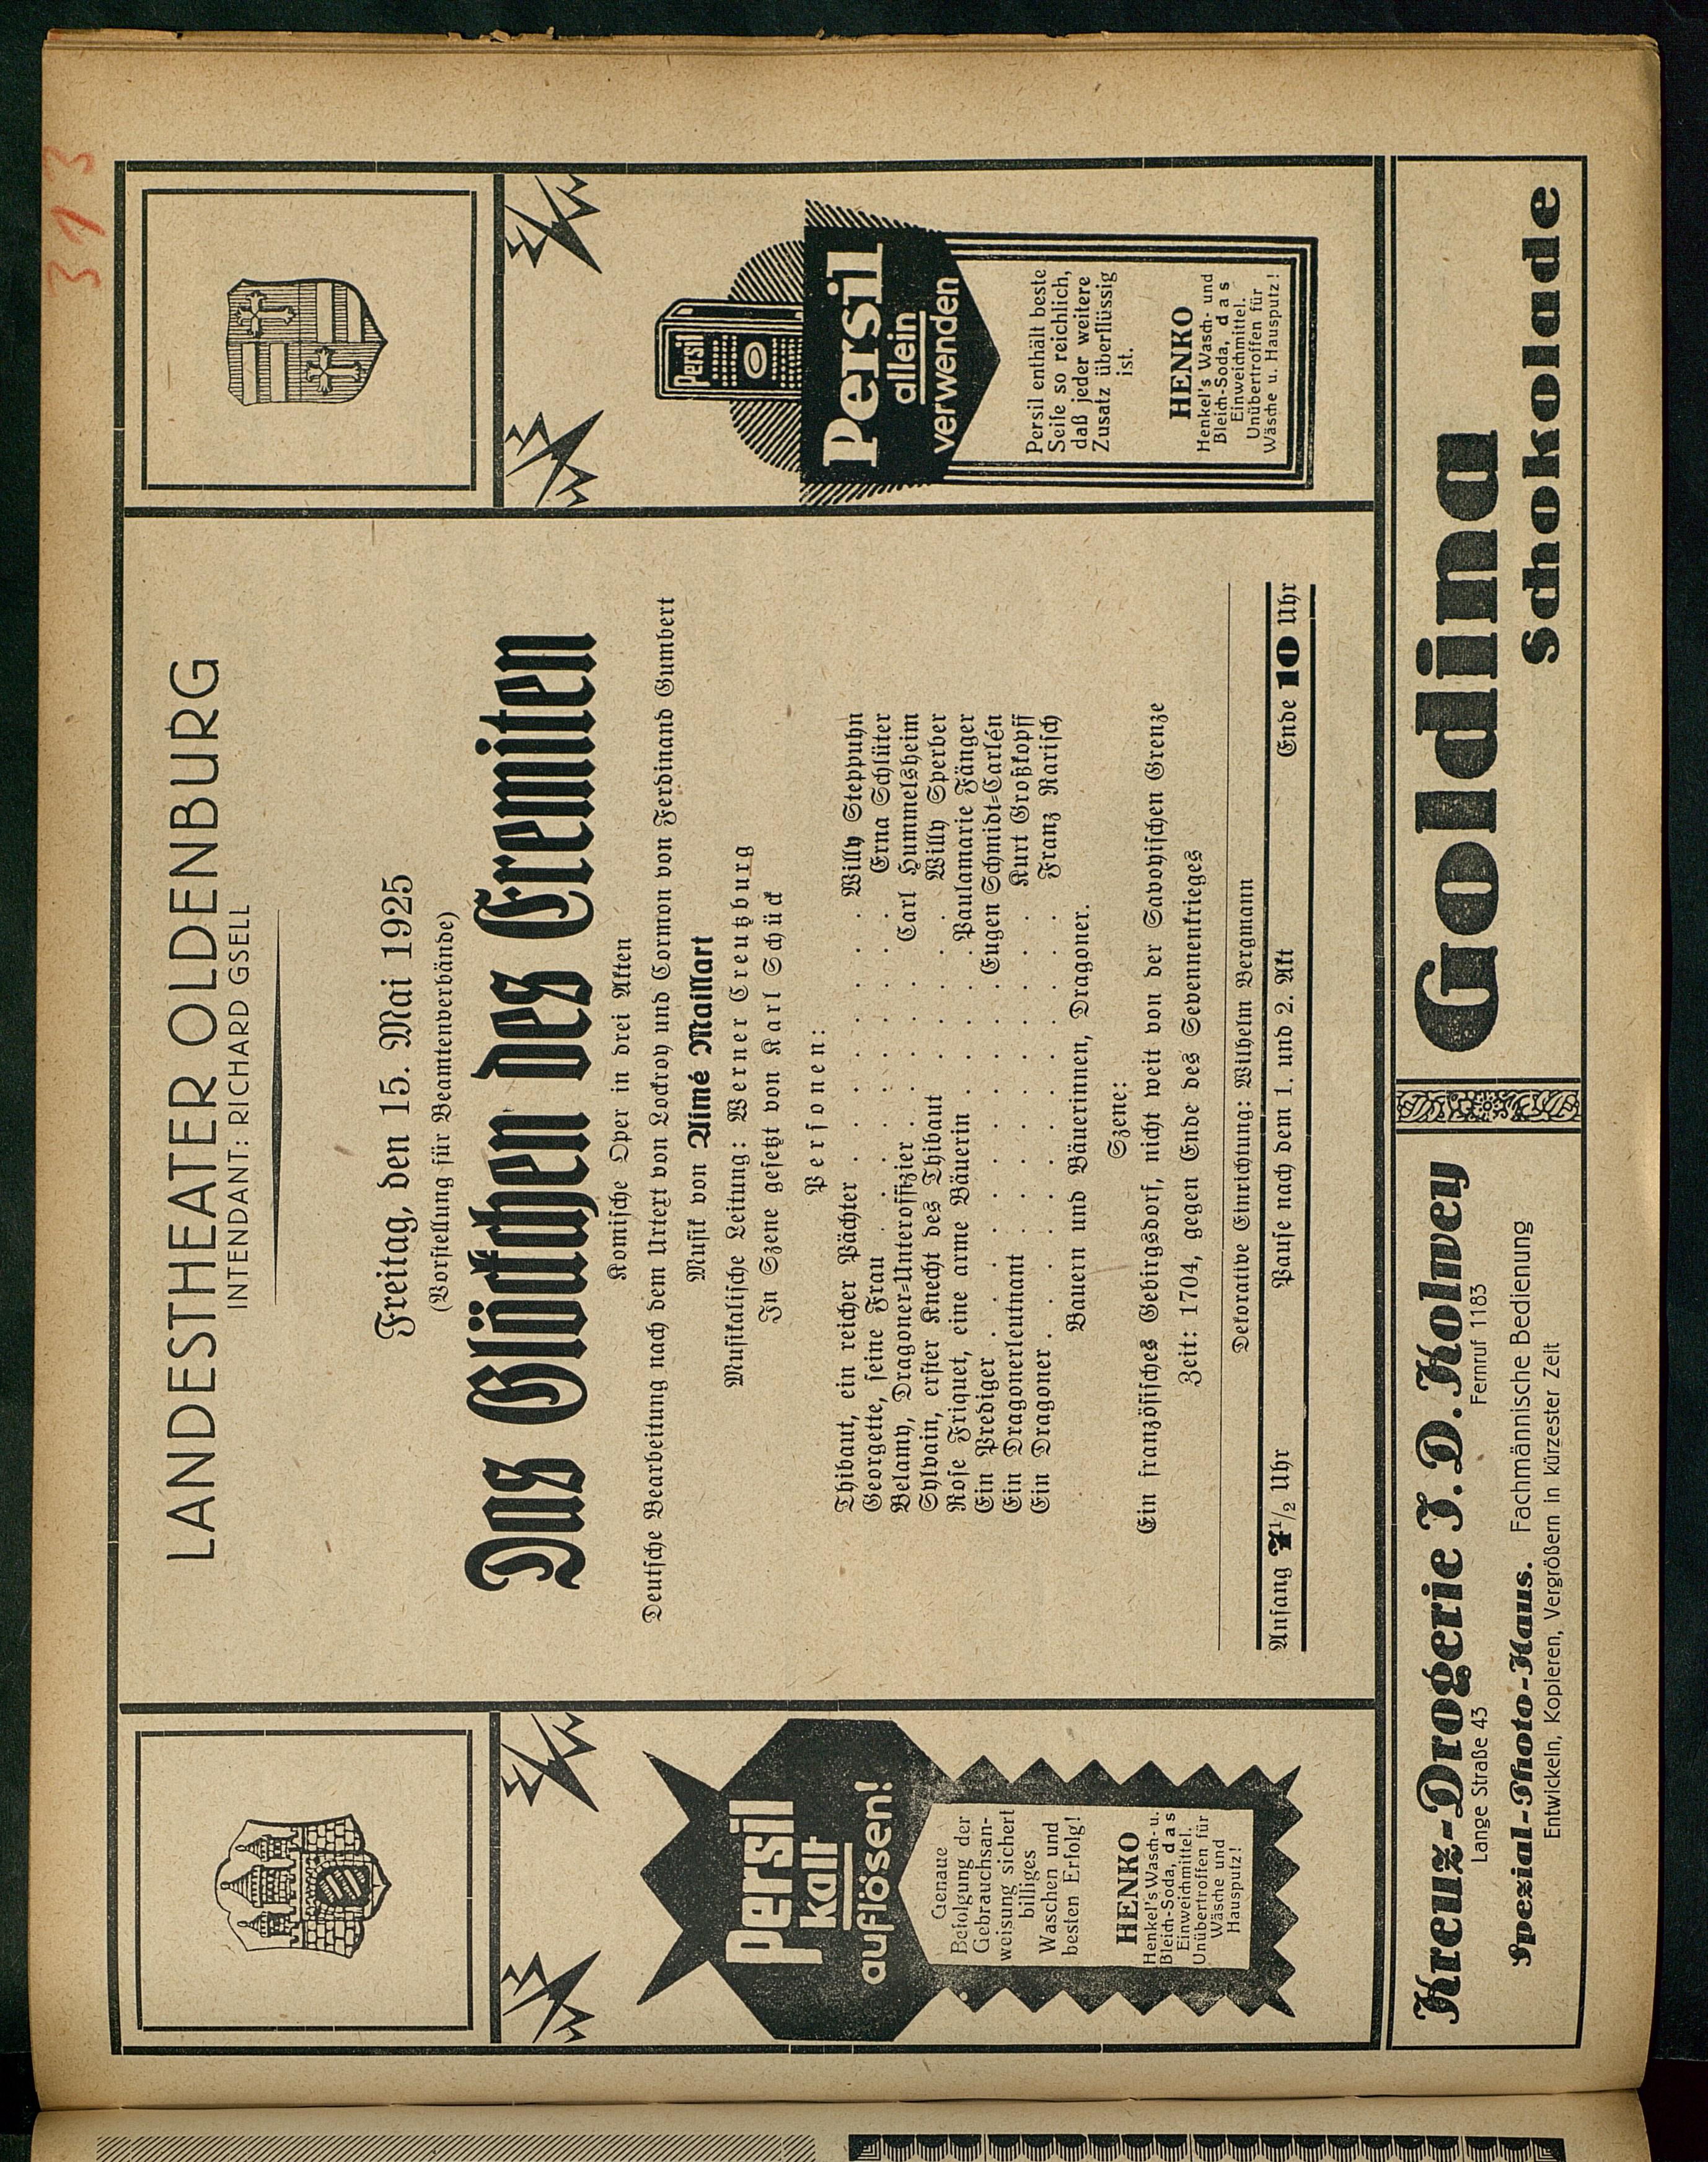 313
LANDESTHEATER OLDENBURG
INTENDANT: RICHARD GSELL
Freitag, den 15. Mai 1925
(Vorstellung für Beamtenverbände)
Das Glöckchen des Eremiten
Komische Oper in drei Akten
Deutsche Bearbeitung nach dem Urtext von Lockroy und Cormon von Ferdinand Gumbert
Musik von Aimé Maillart
Musikalische Leitung: Werner Creutzburg
In Szene gesetzt von Karl Schück
Personen:
Thibaut, ein reicher Pächter . . . . . . . Willy Steppuhn
Georgette, seine Frau . . . . . . . . . Erna Schlüter
Belamy, Dragoner-Unteroffizier . . . . . . Carl Hummelsheim
Sylvain, erster Knecht des Thibaut . . . . . . Willy Sperber
Rose Friquet, eine arme Bäuerin . . . . . . Paulamarie Fänger
Ein Prediger . . . . . . . . . . . Eugen Schmidt-Carlén
Ein Dragonerleutnant . . . . . . . . . Kurt Großkopff
Ein Dragoner . . . . . . . . . . . Franz Rarisch
Bauern und Bäuerinnen, Dragoner.
Szene:
Ein französisches Gebirgsdorf, nicht weit von der Savoyischen Grenze
Zeit: 1704, gegen Ende des Sevennenkrieges
Dekorative Einrichtung: Wilhelm Bergmann
Anfang 7 1/2 Uhr Pause nach dem 1. und 2. Akt Ende 10 Uhr
Persil
kalt
auflösen!
Genaue
Befolgung der
Gebrauchsan-
weisung sichert
billiges
Waschen und
besten Erfolg!
HENKO
Henkel's Wasch- u.
Bleich-Soda, das
Einweichmittel.
Unübertroffen für
Wäsche und
Hausputz!
Persil
Persil
allein
verwenden
Persil enthält beste
Seife so reichlich,
daß jeder weitere
Zusatz überflüssig
ist.
HENKO
Henkel's Wasch- und
Bleich-Soda, das
Einweichmittel.
Unübertroffen für
Wäsche u. Hausputz!
Kreuz-Drogerie J. D. Kolwey
Lange Straße 43 Fernruf 1183
Spezial-Photo-Haus. Fachmännische Bedienung
Entwickeln, Kopieren, Vergrößern in kürzester Zeit
Goldina
Schokolade